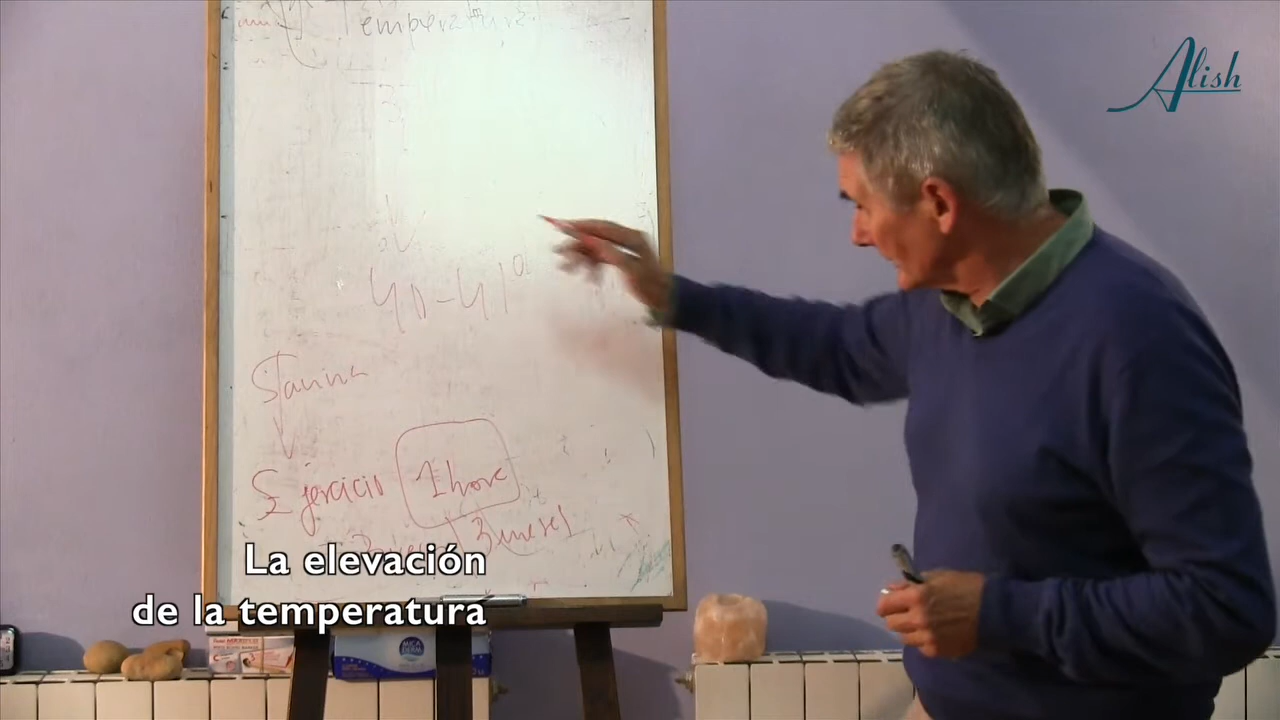 Temperatura
Alish
40-41º
Stamina
Ejercicio 1 hora
3 meses
La elevación
de la temperatura